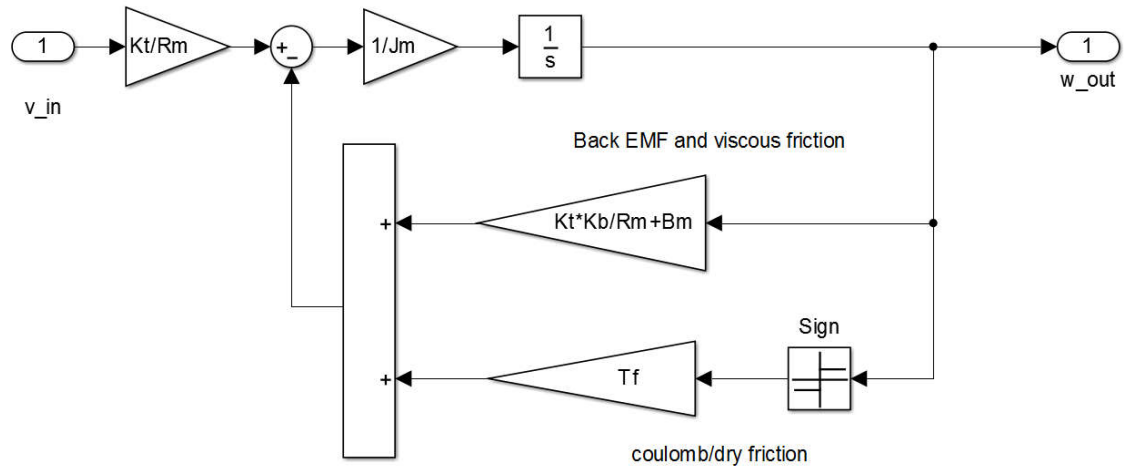 1
Kt/Rm
+
−
1/Jm
1
s
1
v_in
w_out
Back EMF and viscous friction
+
Kt*Kb/Rm+Bm
Sign
+
Tf
coulomb/dry friction